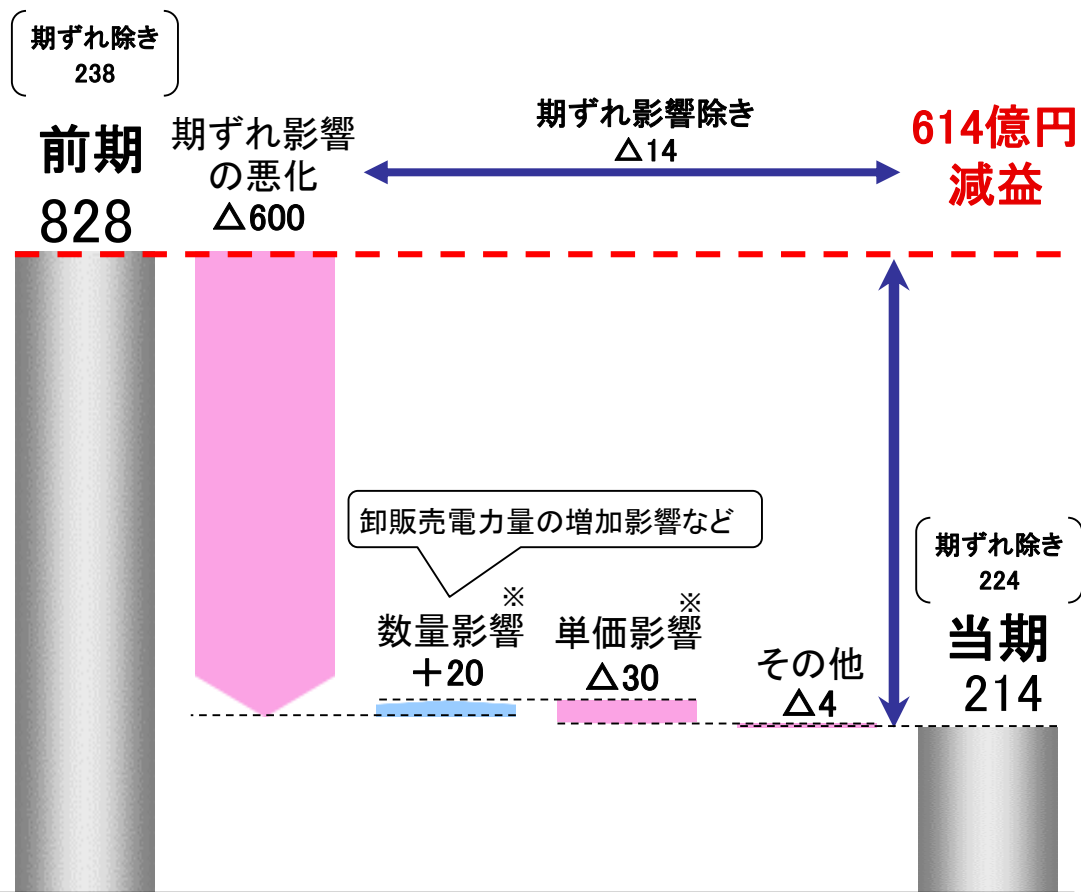 期ずれ除き
238
前期
828
期ずれ影響
の悪化
△600
期ずれ影響除き
△14
614億円
減益
卸販売電力量の増加影響など
※
数量影響
＋20
※
単価影響
△30
その他
△4
期ずれ除き
224
当期
214